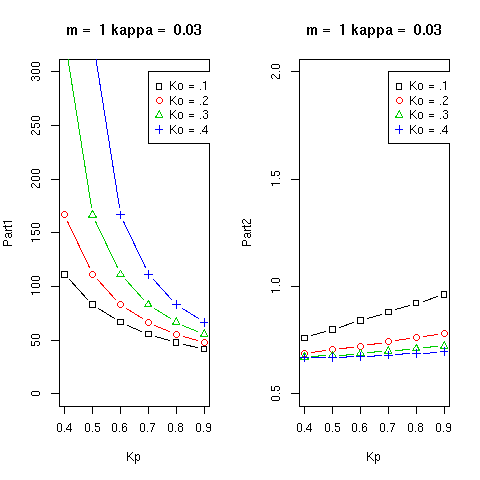 m = 1 kappa = 0.03
Part1
300
250
200
150
100
50
0
Ko = .1
Ko = .2
Ko = .3
Ko = .4
0.4 0.5 0.6 0.7 0.8 0.9
Kp
m = 1 kappa = 0.03
Part2
2.0
1.5
1.0
0.5
Ko = .1
Ko = .2
Ko = .3
Ko = .4
0.4 0.5 0.6 0.7 0.8 0.9
Kp